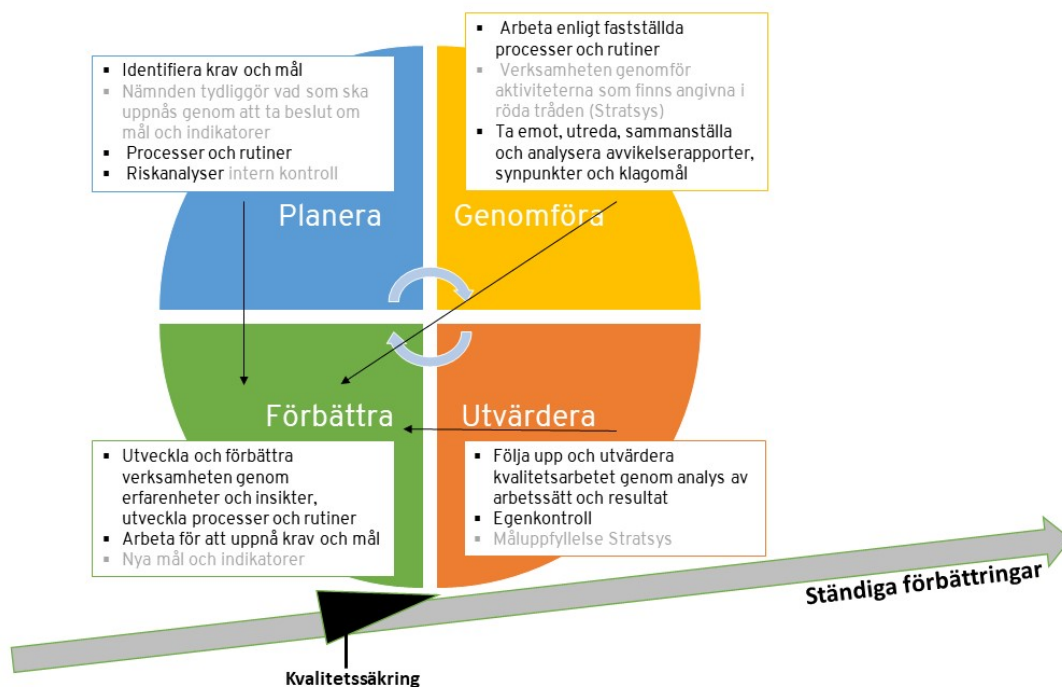 ▪ Identifiera krav och mål
▪ Nämnden tydliggör vad som ska
uppnås genom att ta beslut om
mål och indikatorer
▪ Processer och rutiner
▪ Riskanalyser intern kontroll
Planera
▪ Arbeta enligt fastställda
processer och rutiner
▪ Verksamheten genomför
aktiviteterna som finns angivna i
röda tråden (Stratsys)
▪ Ta emot, utreda, sammanställa
och analysera avvikelserapporter,
synpunkter och klagomål
Genomföra
Förbättra
▪ Utveckla och förbättra
verksamheten genom
erfarenheter och insikter,
utveckla processer och rutiner
▪ Arbeta för att uppnå krav och mål
▪ Nya mål och indikatorer
Utvärdera
▪ Följa upp och utvärdera
kvalitetsarbetet genom analys av
arbetssätt och resultat
▪ Egenkontroll
▪ Måluppfyllelse Stratsys
Ständiga förbättringar
Kvalitetssäkring